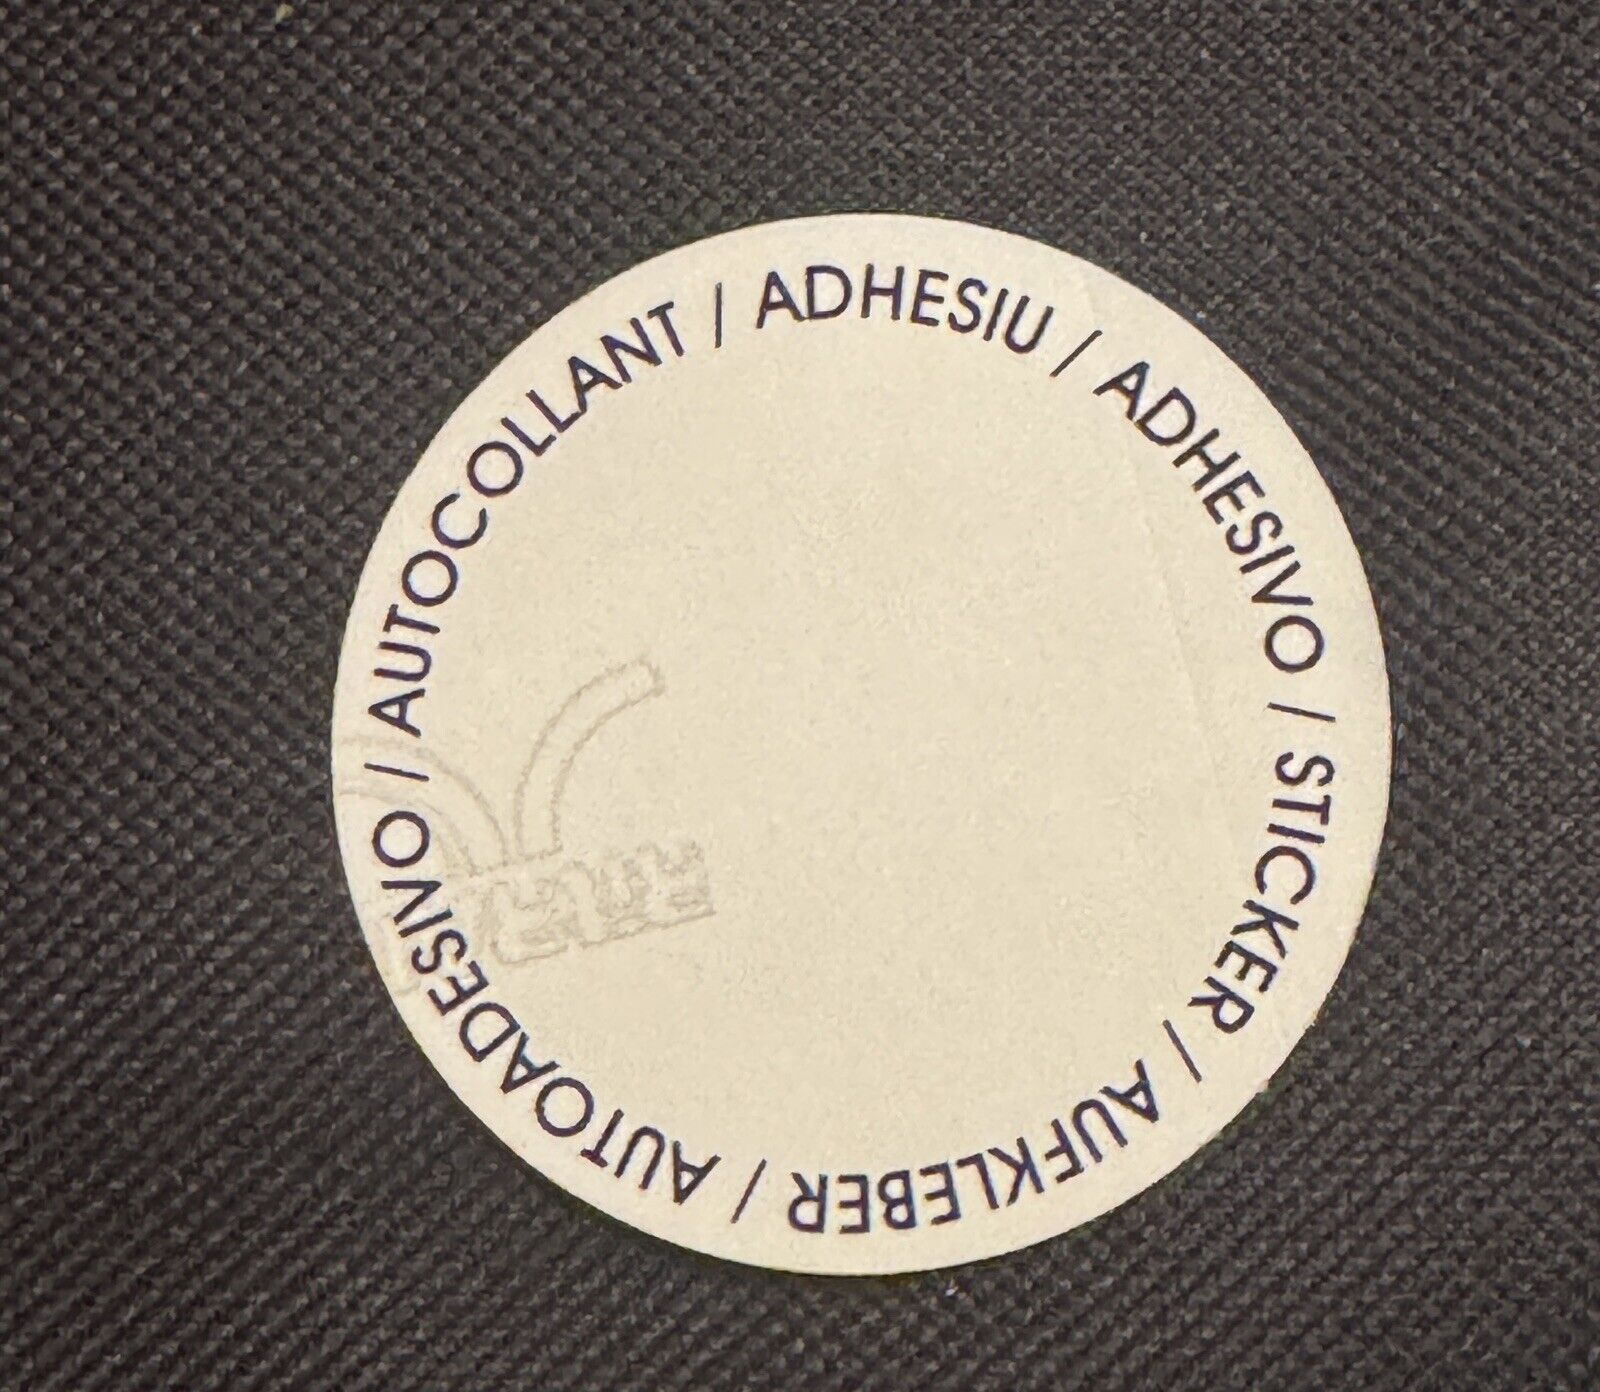 AUTOCOLLANT / ADHESIU / ADHESIVO / STICKER / AUFKLEBER / AUTOADESIVO /